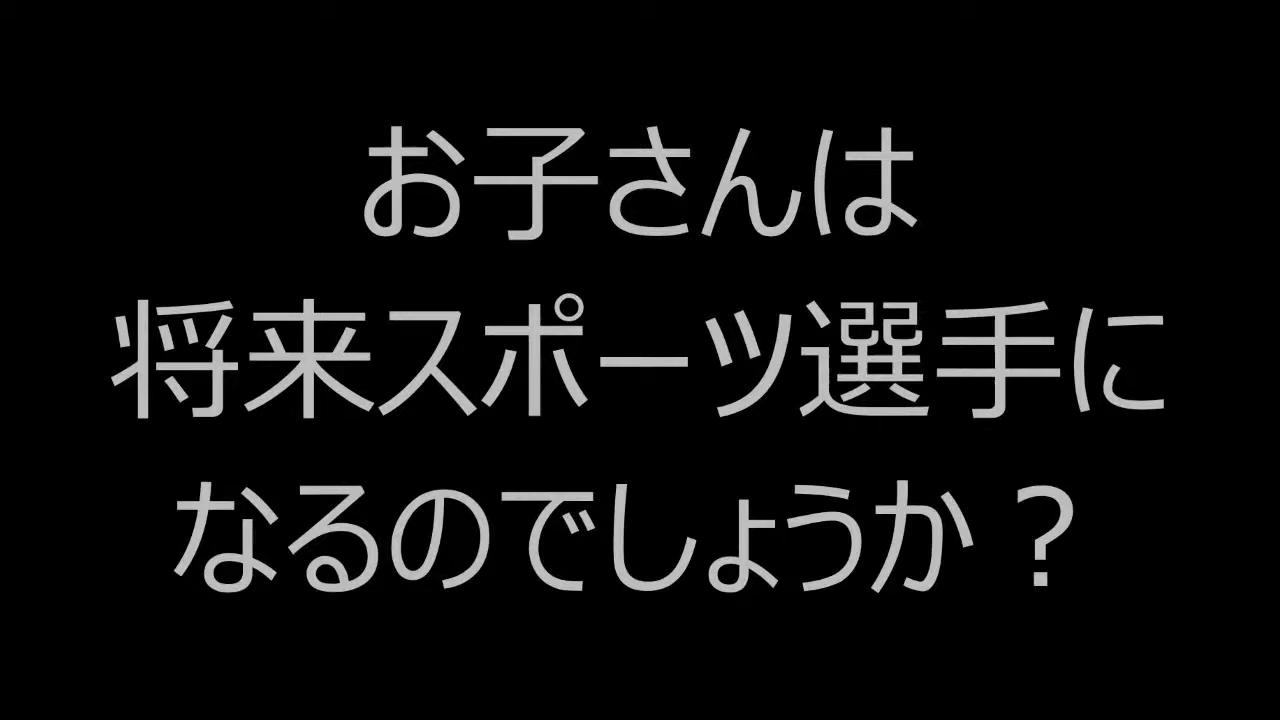 お子さんは
将来スポーツ選手に
なるのでしょうか？